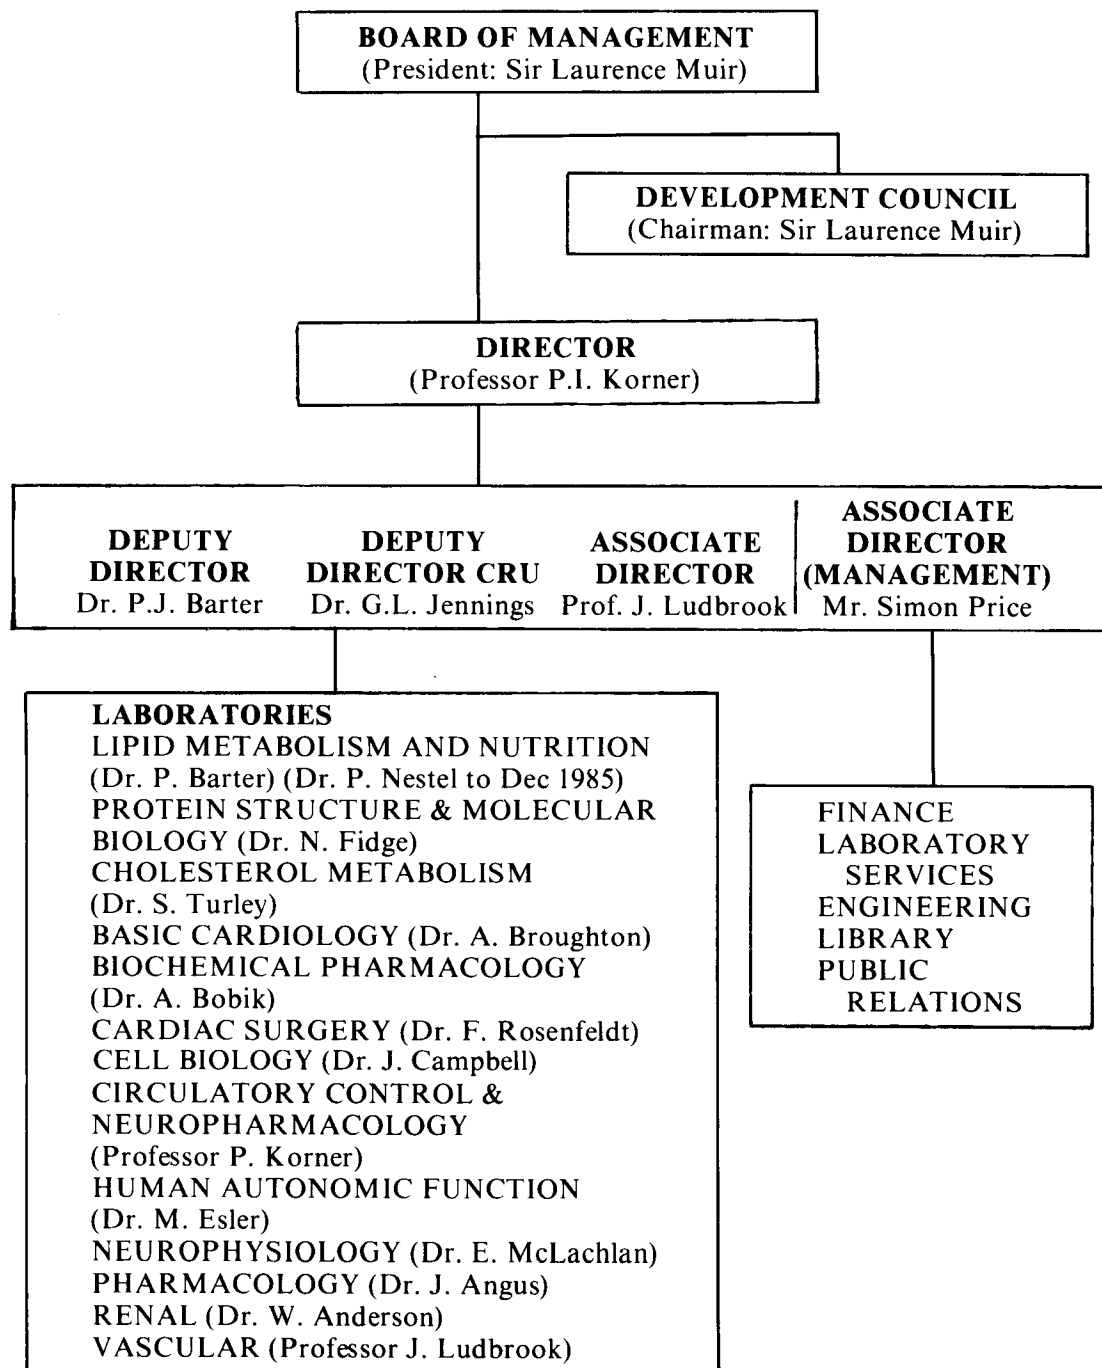 BOARD OF MANAGEMENT
(President: Sir Laurence Muir)
DEVELOPMENT COUNCIL
(Chairman: Sir Laurence Muir)
DIRECTOR
(Professor P.I. Korner)
DEPUTY
DIRECTOR
Dr. P.J. Barter
DEPUTY
DIRECTOR CRU
Dr. G.L. Jennings
ASSOCIATE
DIRECTOR
Prof. J. Ludbrook
ASSOCIATE
DIRECTOR
(MANAGEMENT)
Mr. Simon Price
LABORATORIES
LIPID METABOLISM AND NUTRITION
(Dr. P. Barter) (Dr. P. Nestel to Dec 1985)
PROTEIN STRUCTURE & MOLECULAR
BIOLOGY (Dr. N. Fidge)
CHOLESTEROL METABOLISM
(Dr. S. Turley)
BASIC CARDIOLOGY (Dr. A. Broughton)
BIOCHEMICAL PHARMACOLOGY
(Dr. A. Bobik)
CARDIAC SURGERY (Dr. F. Rosenfeldt)
CELL BIOLOGY (Dr. J. Campbell)
CIRCULATORY CONTROL &
NEUROPHARMACOLOGY
(Professor P. Korner)
HUMAN AUTONOMIC FUNCTION
(Dr. M. Esler)
NEUROPHYSIOLOGY (Dr. E. McLachlan)
PHARMACOLOGY (Dr. J. Angus)
RENAL (Dr. W. Anderson)
VASCULAR (Professor J. Ludbrook)
FINANCE
LABORATORY
SERVICES
ENGINEERING
LIBRARY
PUBLIC
RELATIONS